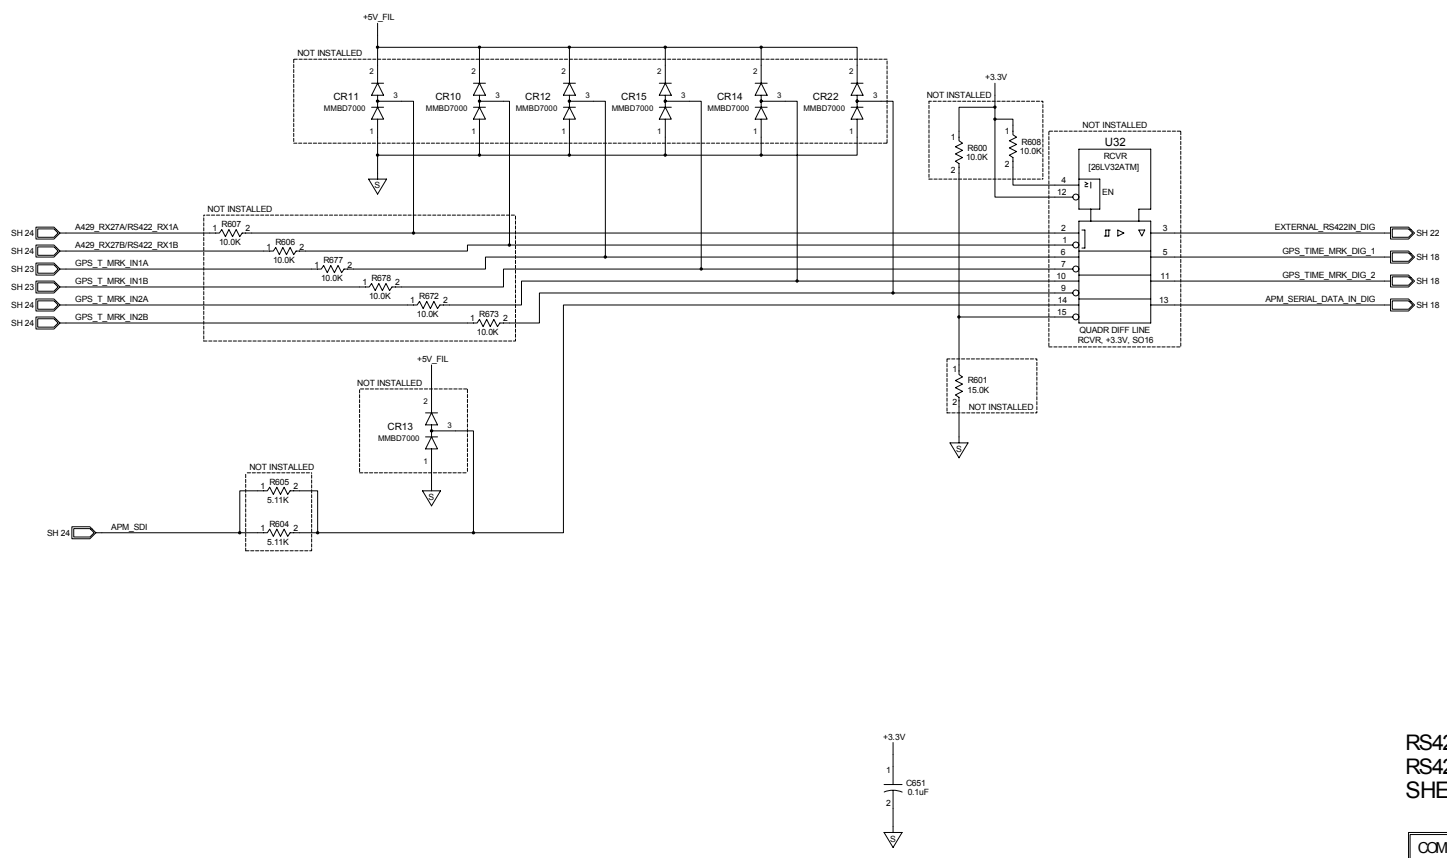 +5V_FIL
NOT INSTALLED
2
CR11
MMBD7000
3
1
2
CR10
MMBD7000
3
1
2
CR12
MMBD7000
3
1
2
CR15
MMBD7000
3
1
2
CR14
MMBD7000
3
1
2
CR22
MMBD7000
3
1
S
+3.3V
NOT INSTALLED
1
R600
10.0K
2
1
R608
10.0K
2
NOT INSTALLED
U32
RCVR
[26LV32ATM]
4
≥1
12
EN
NOT INSTALLED
SH 24
A429_RX27A/RS422_RX1A
1
R607
2
10.0K
SH 24
A429_RX27B/RS422_RX1B
1
R606
2
10.0K
SH 23
GPS_T_MRK_IN1A
1
R677
2
10.0K
SH 23
GPS_T_MRK_IN1B
1
R678
2
10.0K
SH 24
GPS_T_MRK_IN2A
1
R672
2
10.0K
SH 24
GPS_T_MRK_IN2B
1
R673
2
10.0K
2
1
6
7
10
9
14
15
3
EXTERNAL_RS422IN_DIG
SH 22
5
GPS_TIME_MRK_DIG_1
SH 18
11
GPS_TIME_MRK_DIG_2
SH 18
13
APM_SERIAL_DATA_IN_DIG
SH 18
QUADR DIFF LINE
RCVR, +3.3V, SO16
+5V_FIL
NOT INSTALLED
2
CR13
MMBD7000
3
1
S
1
R601
15.0K
2
NOT INSTALLED
S
NOT INSTALLED
1
R605
2
5.11K
SH 24
APM_SDI
1
R604
2
5.11K
+3.3V
1
C651
0.1uF
2
S
RS42
RS42
SHE
COM